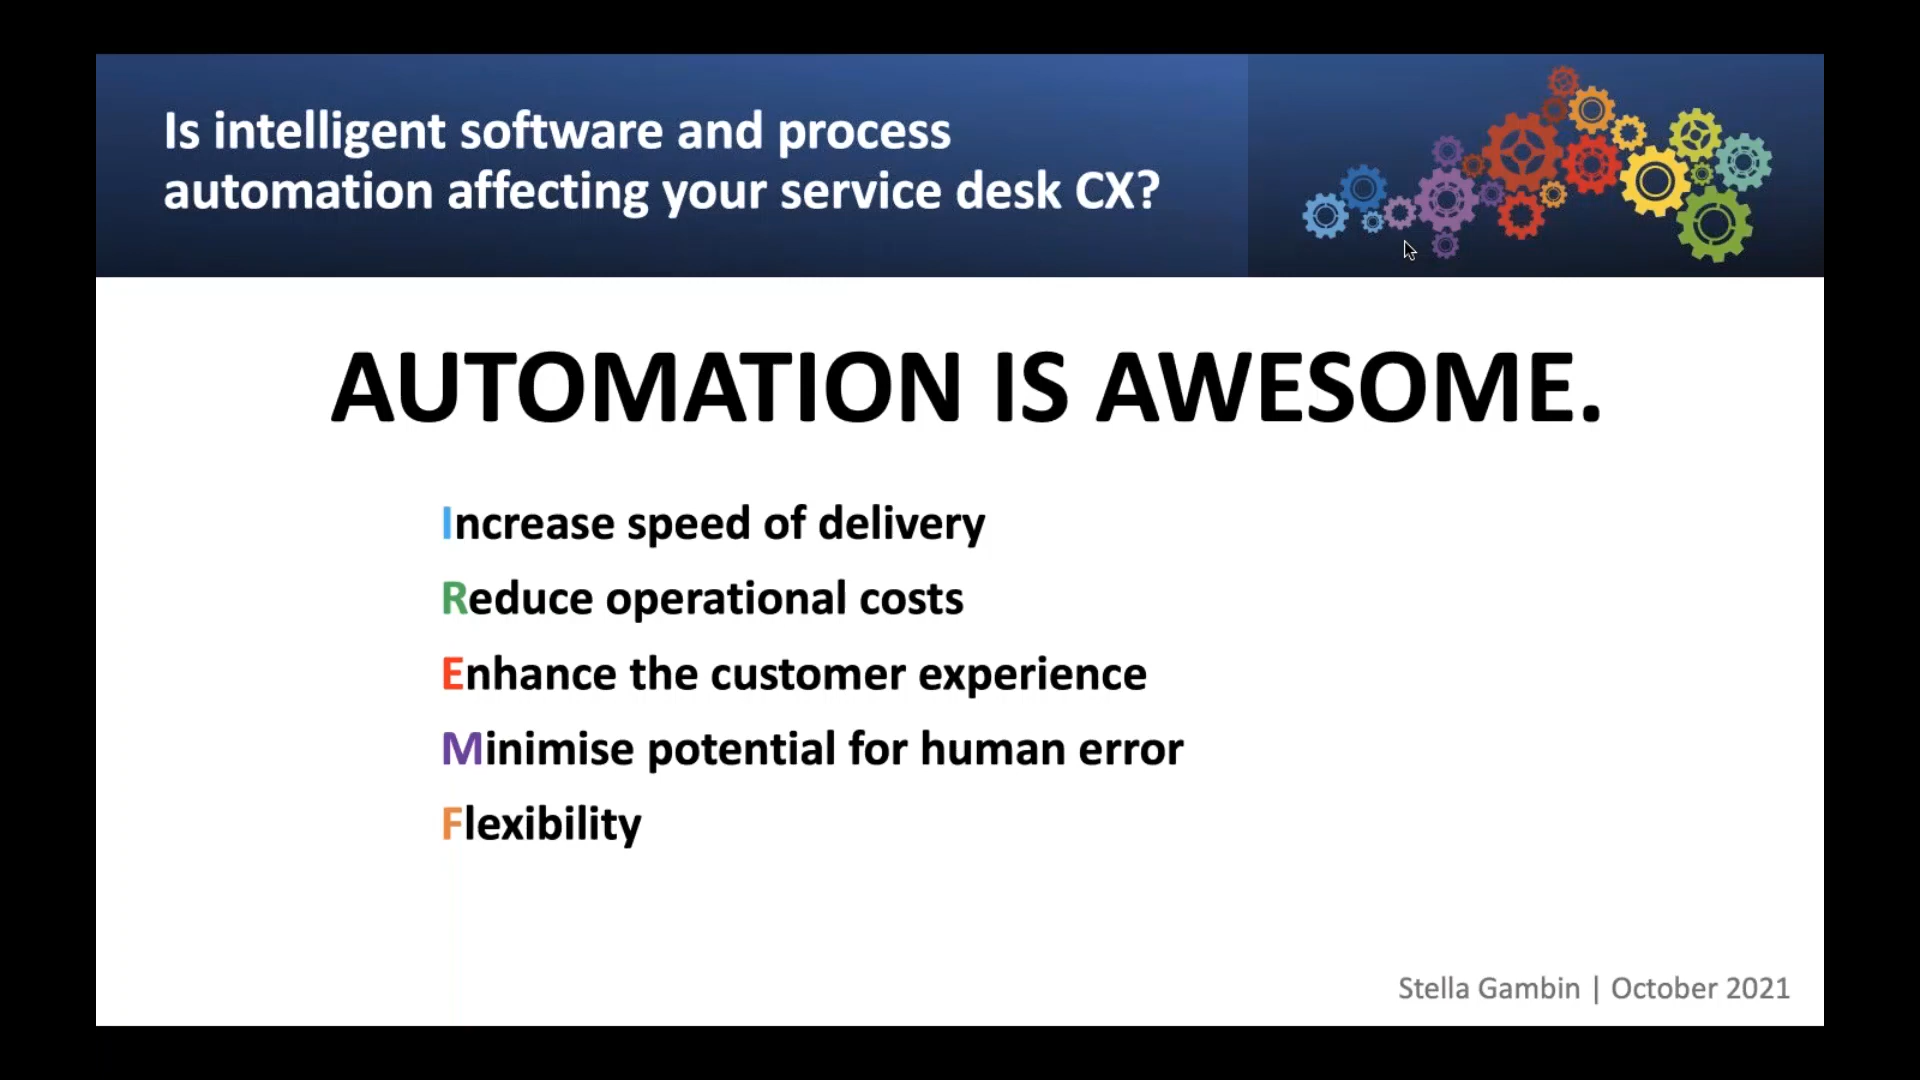 Is intelligent software and process
automation affecting your service desk CX?
AUTOMATION IS AWESOME.
Increase speed of delivery
Reduce operational costs
Enhance the customer experience
Minimise potential for human error
Flexibility
Stella Gambin | October 2021